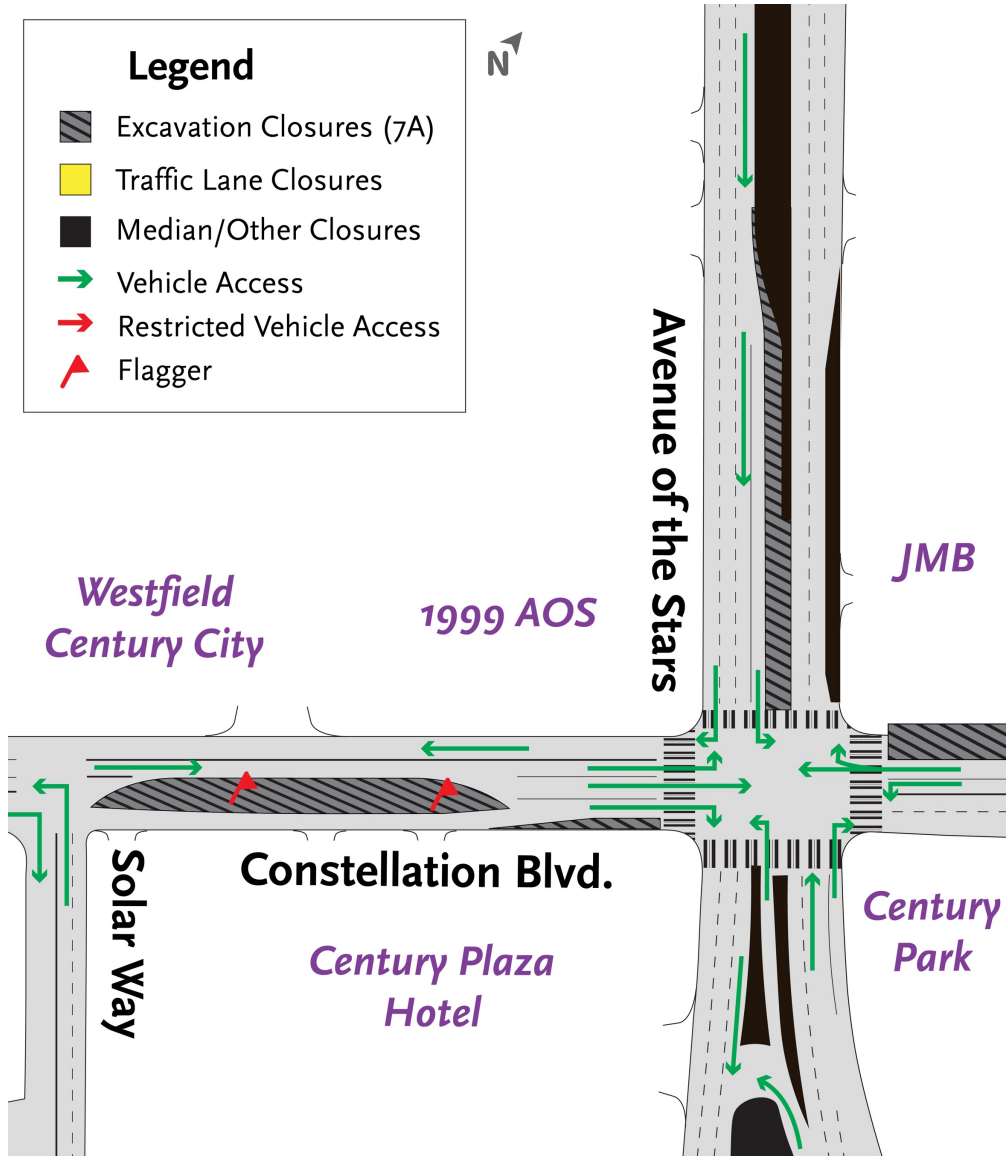 Legend
N
Excavation Closures (7A)
Traffic Lane Closures
Median/Other Closures
Vehicle Access
Restricted Vehicle Access
Flagger
Avenue of the Stars
JMB
Westfield
Century City
1999 AOS
Solar Way
Constellation Blvd.
Century Plaza
Hotel
Century
Park